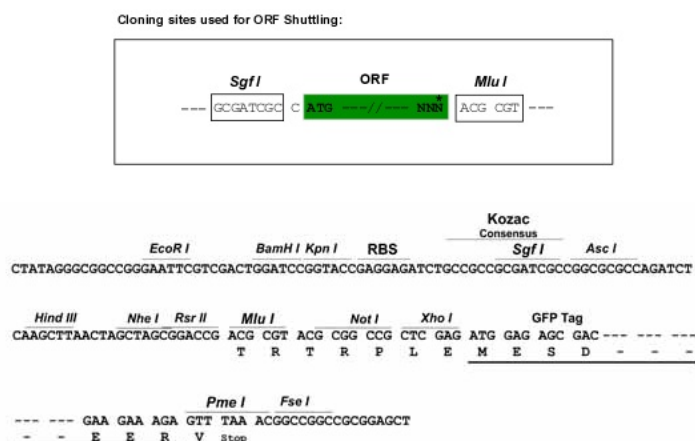 Cloning sites used for ORF Shuttling:
Sgf I ORF Mlu I
--- GCGATCGC C ATG ---//--- NNN* ACG CGT ---
Kozac
Consensus
EcoR I BamH I Kpn I RBS Sgf I Asc I
CTATAGGGCGGCCGGGAATTCGTCGACTGGATCCGGTACCGAGGAGATCTGCCGCCGCGATCGCCGGCGCGCCAGATCT
Hind III Nhe I Rsr II Mlu I Not I Xho I GFP Tag
CAAGCTTAACTAGCTAGCGGACCG ACG CGT ACG CGG CCG CTC GAG ATG GAG AGC GAC --- --- ---
T R T R P L E M E S D - - -
Pme I Fse I
--- --- GAA GAA AGA GTT TAA ACGGCCGGCCGCGGAGCT
- - E E R V Stop